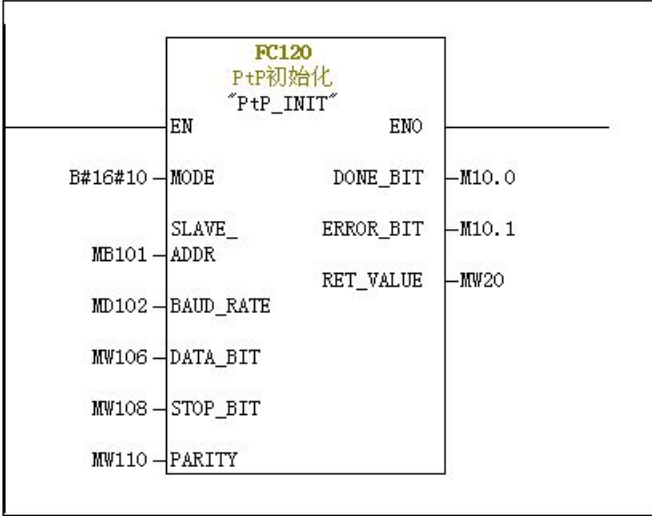 FC120
PtP初始化
"PtP_INIT"
EN ENO
B#16#10 MODE DONE_BIT M10.0
SLAVE_ ERROR_BIT M10.1
MB101 ADDR
RET_VALUE MW20
MD102 BAUD_RATE
MW106 DATA_BIT
MW108 STOP_BIT
MW110 PARITY